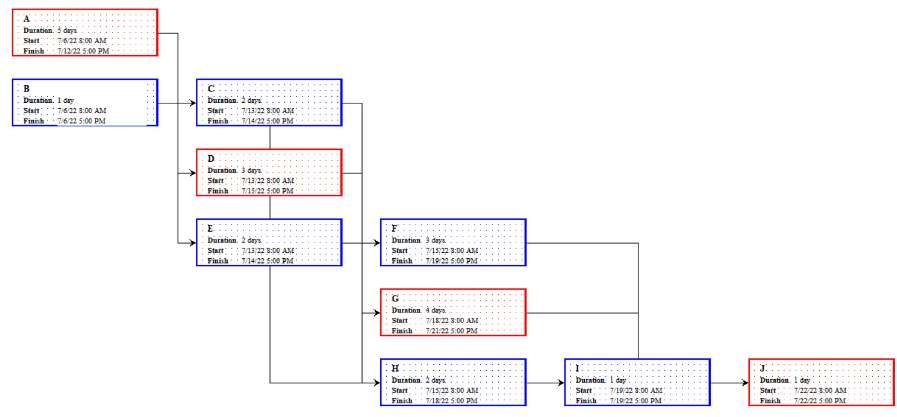 A
Duration 5 days
Start 7/6/22 8:00 AM
Finish 7/12/22 5:00 PM
B
Duration 1 day
Start 7/6/22 8:00 AM
Finish 7/6/22 5:00 PM
C
Duration 2 days
Start 7/13/22 8:00 AM
Finish 7/14/22 5:00 PM
D
Duration 3 days
Start 7/13/22 8:00 AM
Finish 7/15/22 5:00 PM
E
Duration 2 days
Start 7/13/22 8:00 AM
Finish 7/14/22 5:00 PM
F
Duration 3 days
Start 7/15/22 8:00 AM
Finish 7/19/22 5:00 PM
G
Duration 4 days
Start 7/18/22 8:00 AM
Finish 7/21/22 5:00 PM
H
Duration 2 days
Start 7/15/22 8:00 AM
Finish 7/18/22 5:00 PM
I
Duration 1 day
Start 7/19/22 8:00 AM
Finish 7/19/22 5:00 PM
J
Duration 1 day
Start 7/22/22 8:00 AM
Finish 7/22/22 5:00 PM